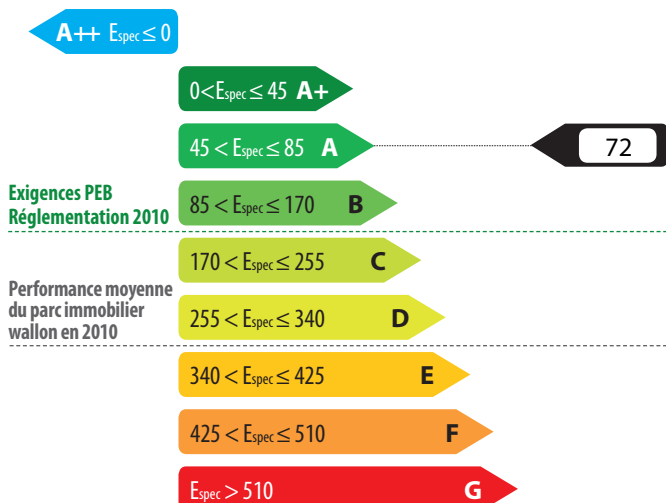 A++ Espec ≤ 0
0<Espec ≤ 45 A+
45 < Espec ≤ 85 A
72
Exigences PEB
Réglementation 2010
85 < Espec ≤ 170 B
170 < Espec ≤ 255 C
Performance moyenne
du parc immobilier
wallon en 2010
255 < Espec ≤ 340 D
340 < Espec ≤ 425 E
425 < Espec ≤ 510 F
Espec > 510 G